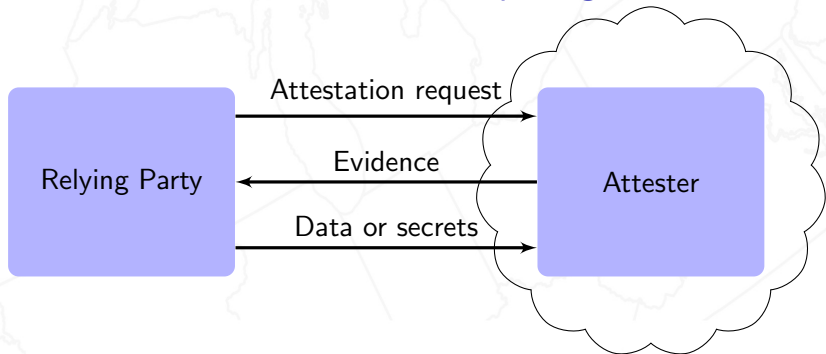 Attestation request
Relying Party
Evidence
Attester
Data or secrets